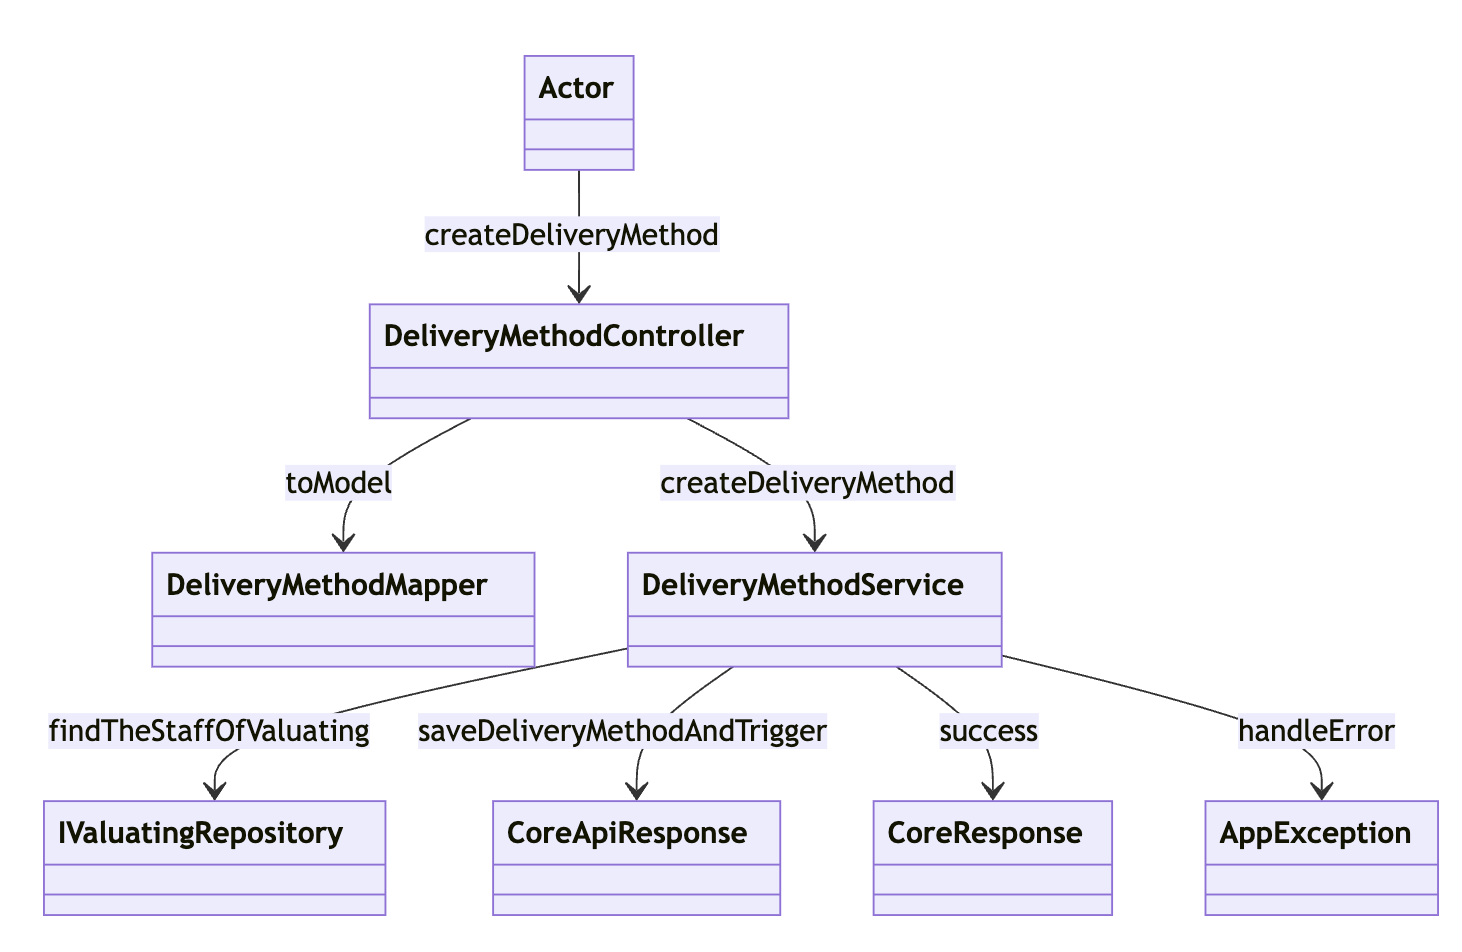 Actor
createDeliveryMethod
DeliveryMethodController
toModel
createDeliveryMethod
DeliveryMethodMapper
DeliveryMethodService
findTheStaffOfValuating
saveDeliveryMethodAndTrigger
success
handleError
IValuatingRepository
CoreApiResponse
CoreResponse
AppException